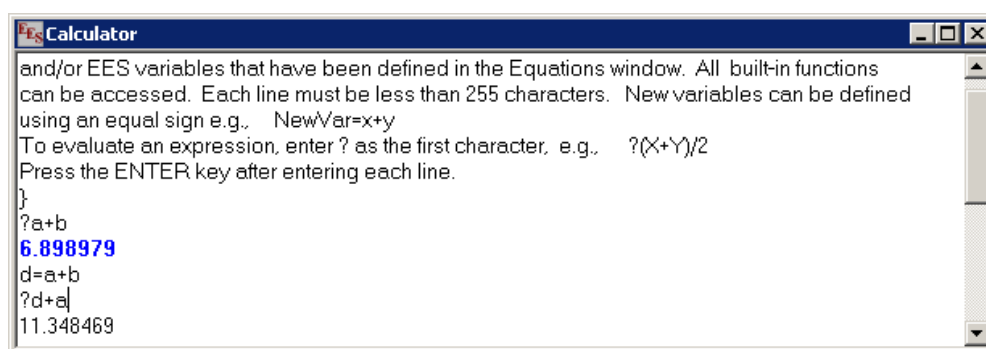 EES Calculator
and/or EES variables that have been defined in the Equations window. All built-in functions
can be accessed. Each line must be less than 255 characters. New variables can be defined
using an equal sign e.g., NewVar=x+y
To evaluate an expression, enter ? as the first character, e.g., ?(X+Y)/2
Press the ENTER key after entering each line.
}
?a+b
6.898979
d=a+b
?d+a
11.348469